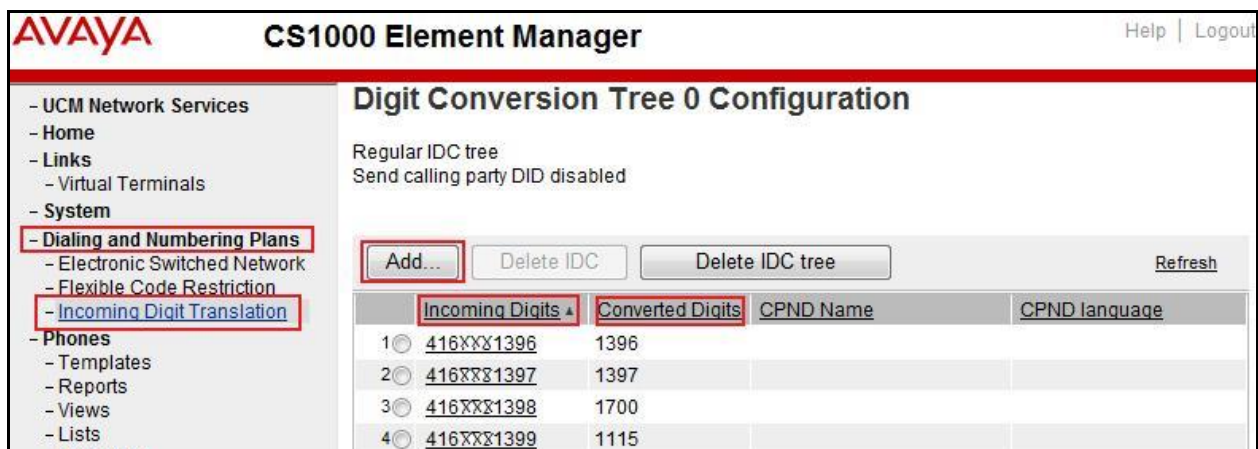 AVAYA CS1000 Element Manager Help | Logout
- UCM Network Services
- Home
- Links
- Virtual Terminals
- System
- Dialing and Numbering Plans
- Electronic Switched Network
- Flexible Code Restriction
- Incoming Digit Translation
- Phones
- Templates
- Reports
- Views
- Lists
Digit Conversion Tree 0 Configuration
Regular IDC tree
Send calling party DID disabled
Add... Delete IDC Delete IDC tree Refresh
Incoming Digits Converted Digits CPND Name CPND language
1 416XXX1396 1396
2 416XXX1397 1397
3 416XXX1398 1700
4 416XXX1399 1115